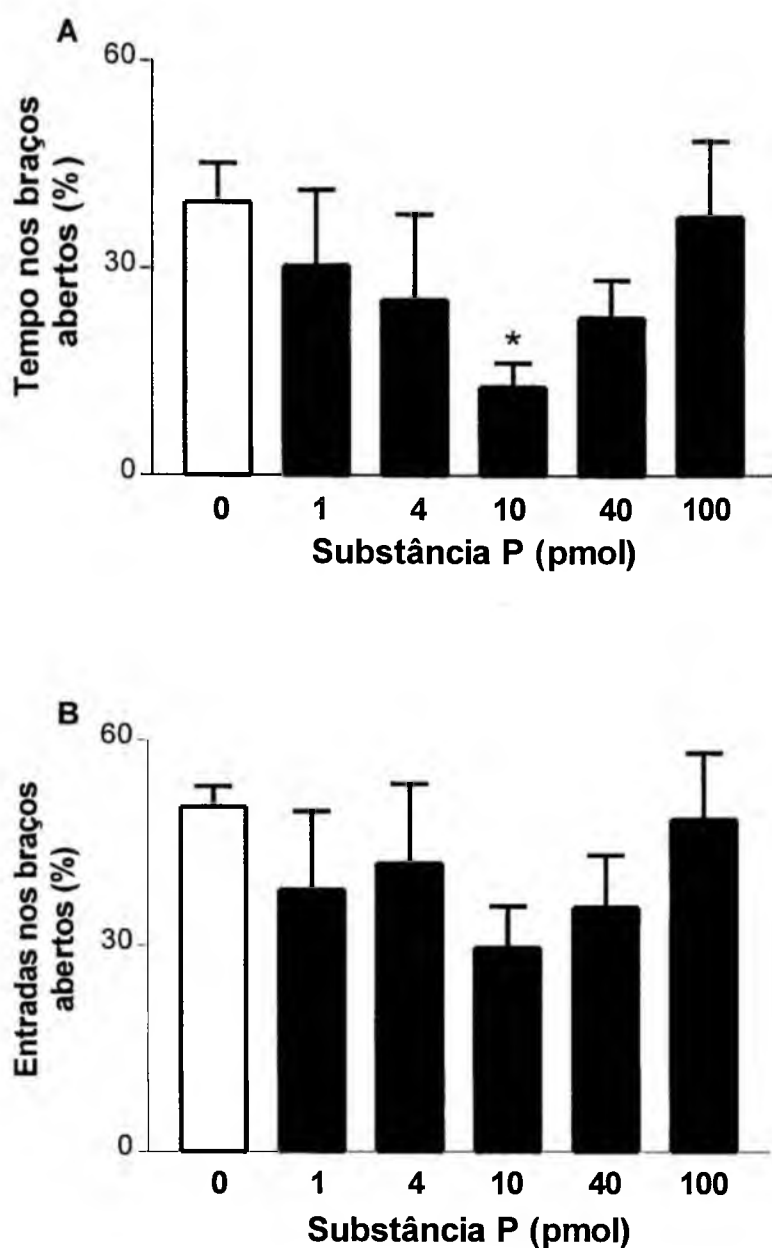 A
60
30
0
Tempo nos braços
abertos (%)
*
0 1 4 10 40 100
Substância P (pmol)
B
60
30
0
Entradas nos braços
abertos (%)
0 1 4 10 40 100
Substância P (pmol)